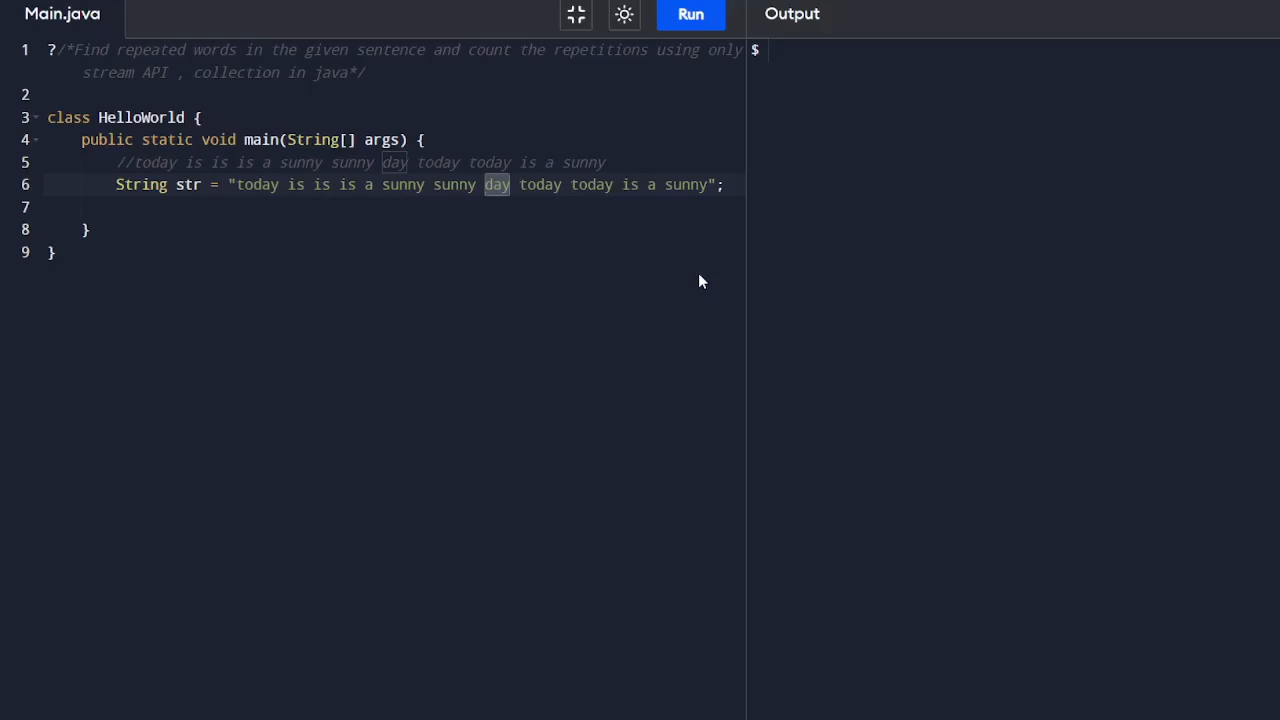 Main.java
Run
Output
1 ?/*Find repeated words in the given sentence and count the repetitions using only
stream API , collection in java*/
$
2
3 class HelloWorld {
4 public static void main(String[] args) {
5 //today is is is a sunny sunny day today today is a sunny
6 String str = "today is is is a sunny sunny day today today is a sunny";
7
8 }
9 }